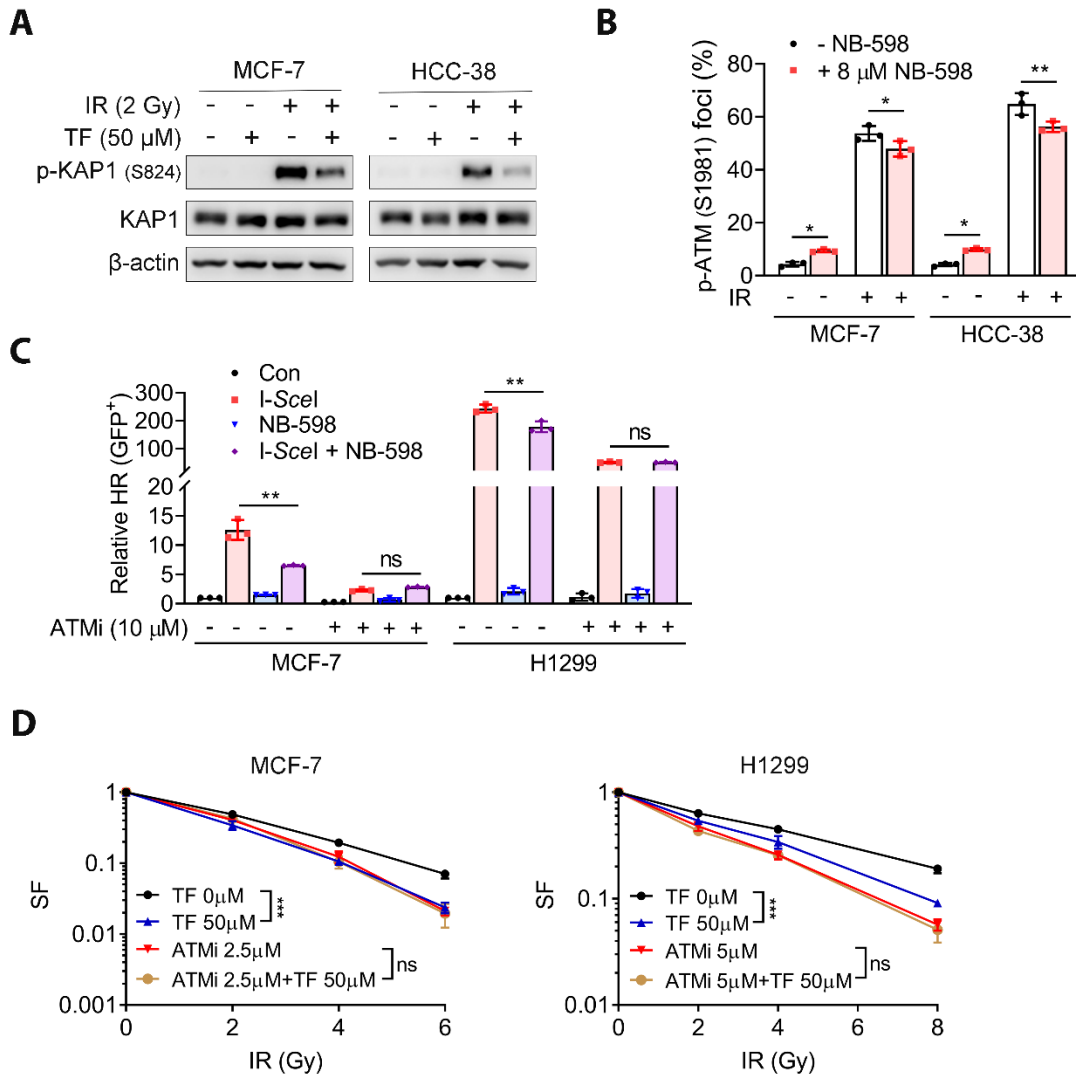 A
MCF-7 HCC-38
IR (2 Gy) - - + + - - + +
TF (50 µM) - + - + - + - +
p-KAP1 (S824)
KAP1
β-actin
B
- NB-598
+ 8 µM NB-598
p-ATM (S1981) foci (%)
80
60
40
20
0
* * * **
IR - - + + - - + +
MCF-7 HCC-38
C
Con
I-SceI
NB-598
I-SceI + NB-598
Relative HR (GFP+)
300
200
100
20
15
10
5
0
** ns ** ns
ATMi (10 µM) - - - - + + + + - - - - + + + +
MCF-7 H1299
D
MCF-7
SF
1
0.1
0.01
0.001
0 2 4 6
IR (Gy)
TF 0µM
TF 50µM
***
ATMi 2.5µM
ATMi 2.5µM+TF 50µM
ns
H1299
SF
1
0.1
0.01
0 2 4 6 8
IR (Gy)
TF 0µM
TF 50µM
***
ATMi 5µM
ATMi 5µM+TF 50µM
ns